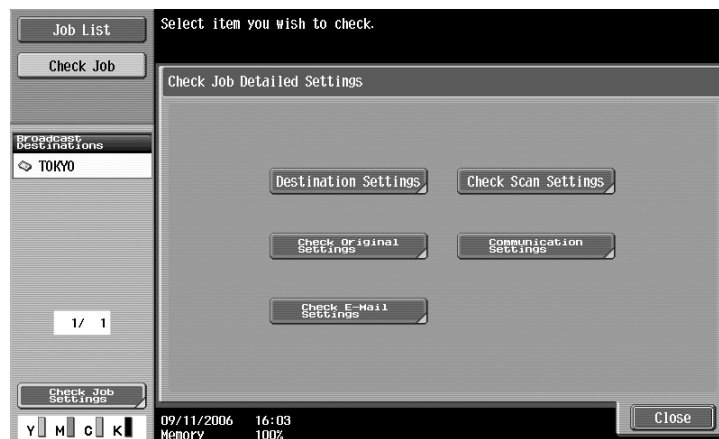 Job List
Select item you wish to check.
Check Job
Check Job Detailed Settings
Broadcast
Destinations
TOKYO
Destination Settings
Check Scan Settings
Check Original
Settings
Communication
Settings
Check E-Mail
Settings
1/ 1
Check Job
Settings
Close
Y M C K
09/11/2006 16:03
Memory 100%